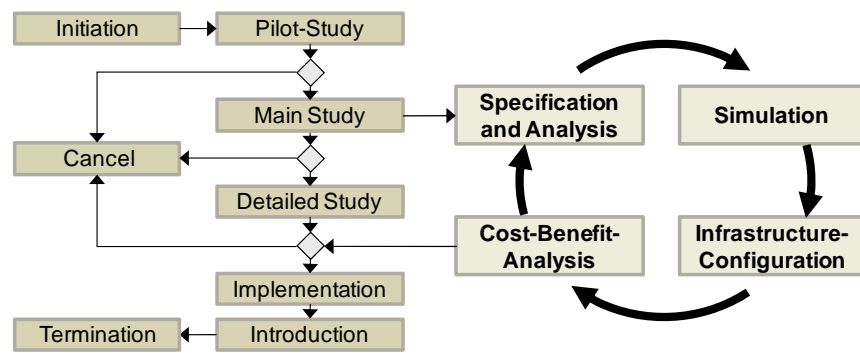 Initiation
Pilot-Study
Main Study
Specification
and Analysis
Simulation
Cancel
Detailed Study
Cost-Benefit-
Analysis
Infrastructure-
Configuration
Implementation
Termination
Introduction